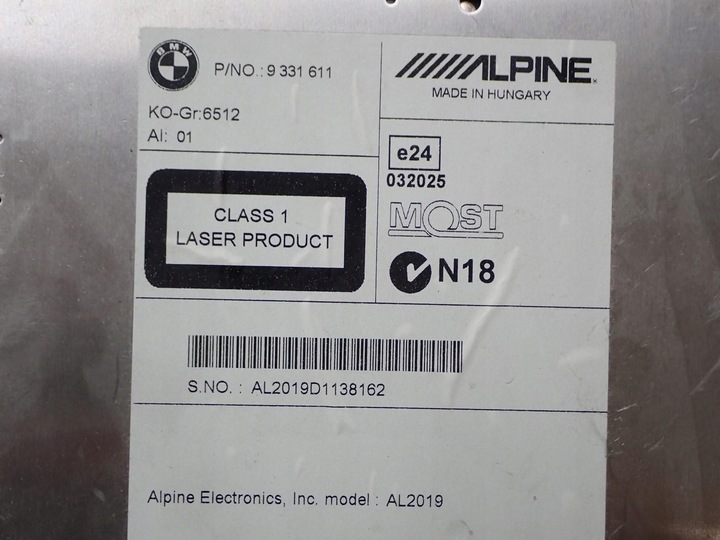 BMW
P/NO.: 9 331 611
KO-Gr:6512
AI: 01
ALPINE
MADE IN HUNGARY
e24
032025
MOST
N18
CLASS 1
LASER PRODUCT
S.NO. : AL2019D1138162
Alpine Electronics, Inc. model : AL2019